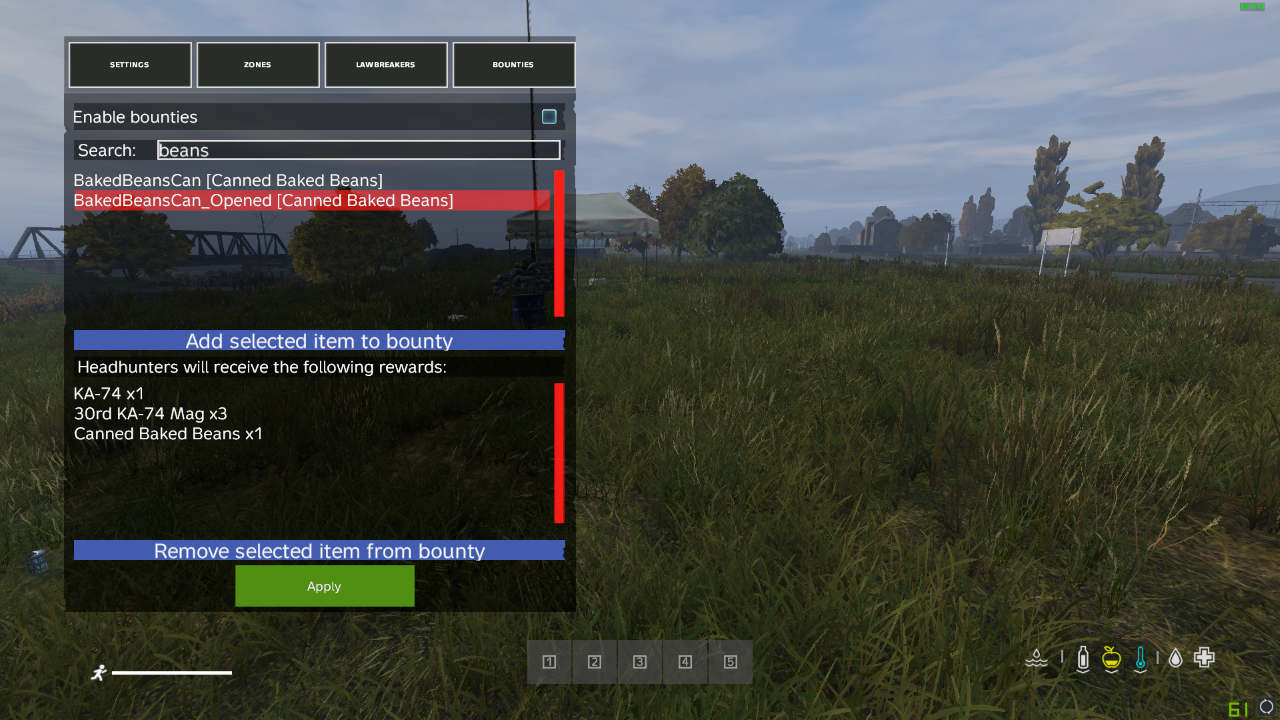 SETTINGS
ZONES
LAWBREAKERS
BOUNTIES
Enable bounties
Search: beans
BakedBeansCan [Canned Baked Beans]
BakedBeansCan_Opened [Canned Baked Beans]
Add selected item to bounty
Headhunters will receive the following rewards:
KA-74 x1
30rd KA-74 Mag x3
Canned Baked Beans x1
Remove selected item from bounty
Apply
1 2 3 4 5
61